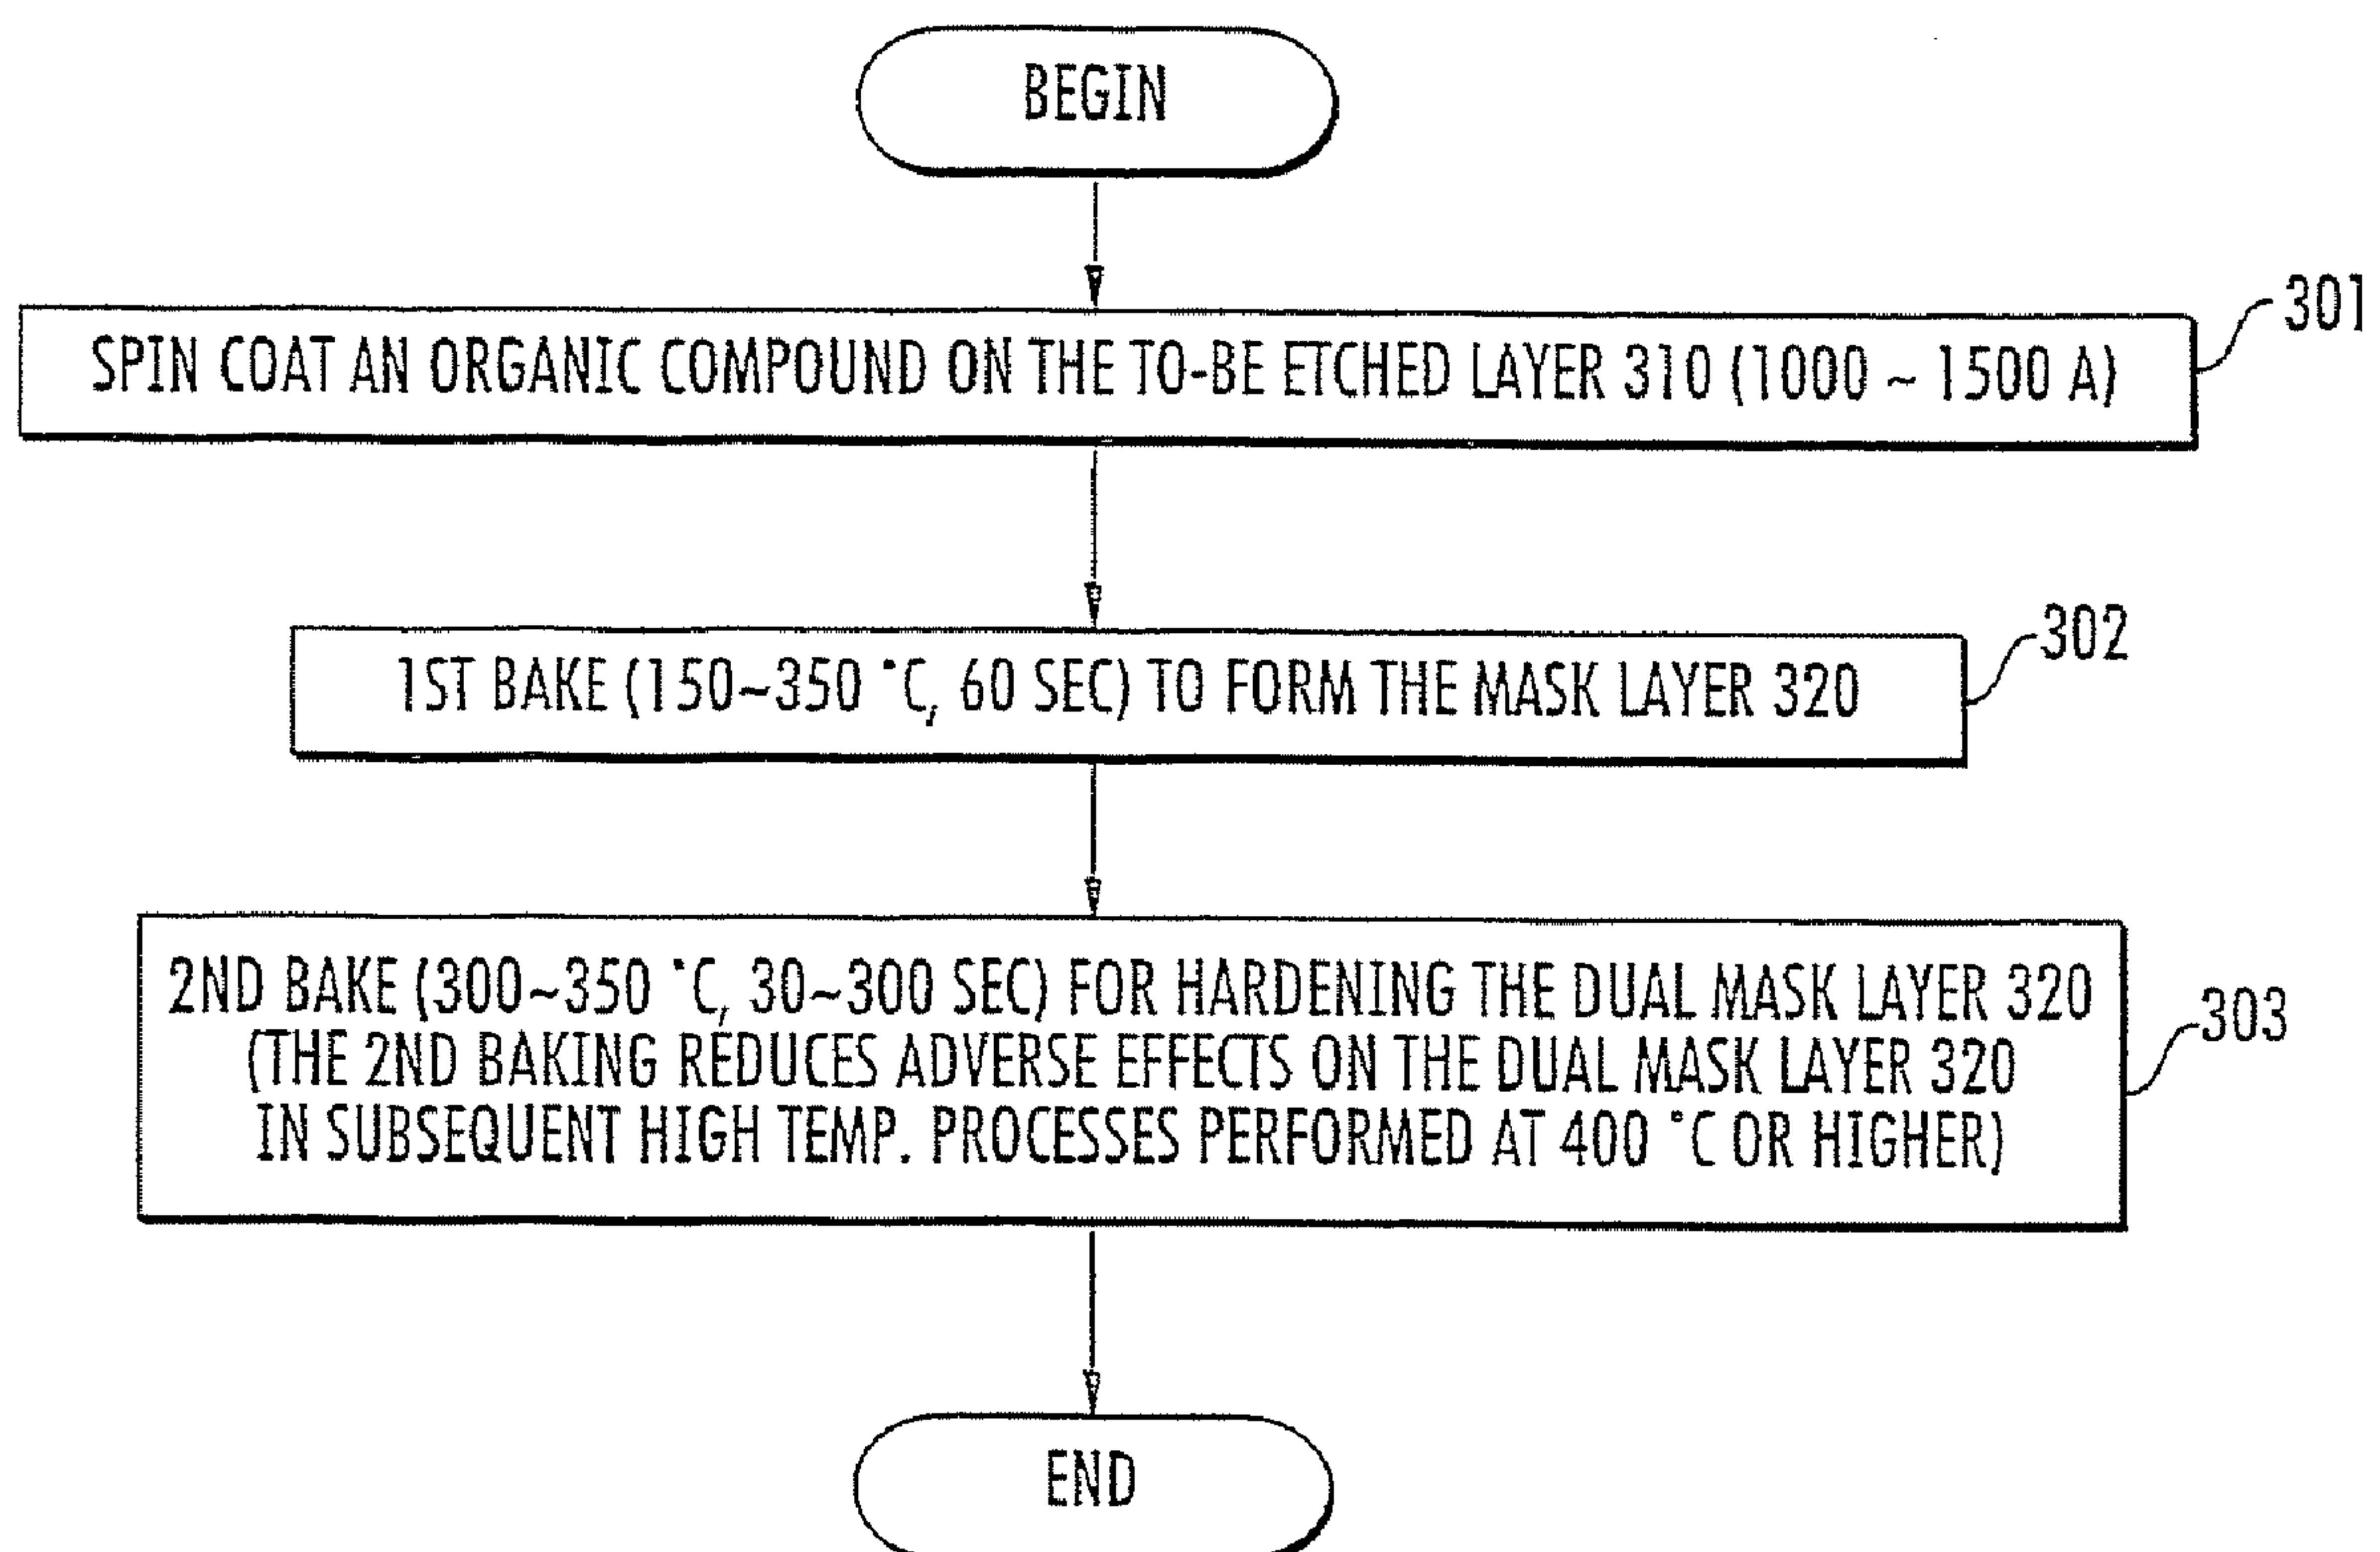 BEGIN
301
SPIN COAT AN ORGANIC COMPOUND ON THE TO-BE ETCHED LAYER 310 (1000 ~ 1500 A)
302
1ST BAKE (150~350 °C, 60 SEC) TO FORM THE MASK LAYER 320
2ND BAKE (300~350 °C, 30~300 SEC) FOR HARDENING THE DUAL MASK LAYER 320
303
(THE 2ND BAKING REDUCES ADVERSE EFFECTS ON THE DUAL MASK LAYER 320
IN SUBSEQUENT HIGH TEMP. PROCESSES PERFORMED AT 400 °C OR HIGHER)
END